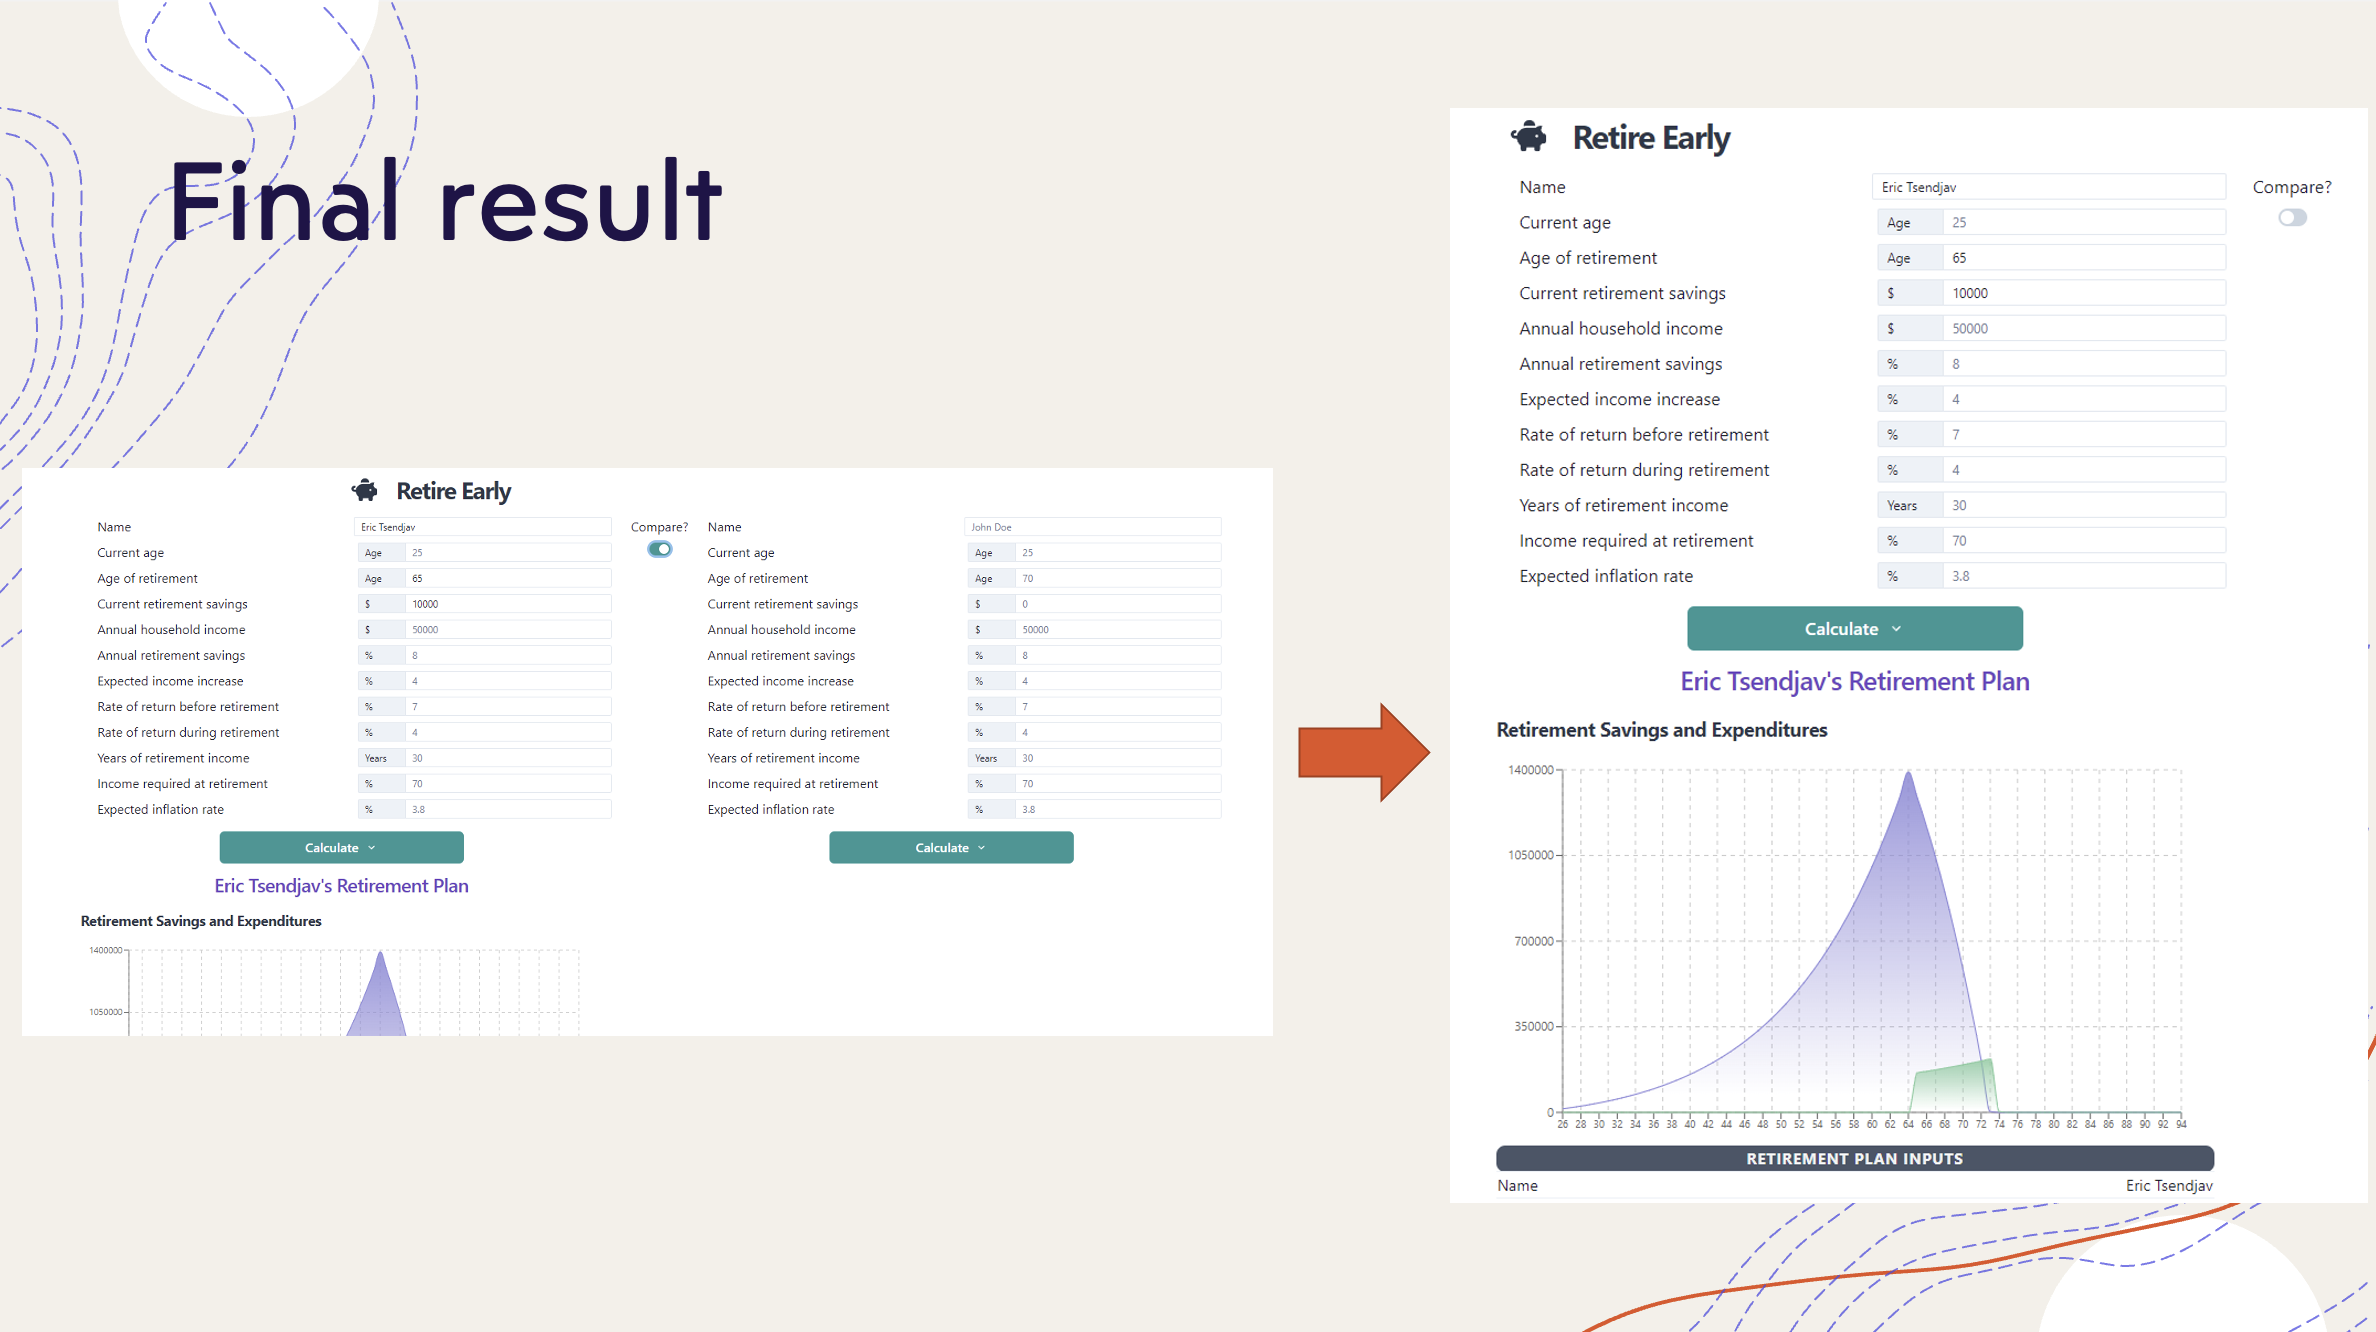 Final result
Retire Early
Name Eric Tsendjav Compare? Name John Doe
Current age Age 25 Current age Age 25
Age of retirement Age 65 Age of retirement Age 70
Current retirement savings $ 10000 Current retirement savings $ 0
Annual household income $ 50000 Annual household income $ 50000
Annual retirement savings % 8 Annual retirement savings % 8
Expected income increase % 4 Expected income increase % 4
Rate of return before retirement % 7 Rate of return before retirement % 7
Rate of return during retirement % 4 Rate of return during retirement % 4
Years of retirement income Years 30 Years of retirement income Years 30
Income required at retirement % 70 Income required at retirement % 70
Expected inflation rate % 3.8 Expected inflation rate % 3.8
Calculate Calculate
Eric Tsendjav's Retirement Plan
Retirement Savings and Expenditures
1400000
1050000
Retire Early
Name Eric Tsendjav Compare?
Current age Age 25
Age of retirement Age 65
Current retirement savings $ 10000
Annual household income $ 50000
Annual retirement savings % 8
Expected income increase % 4
Rate of return before retirement % 7
Rate of return during retirement % 4
Years of retirement income Years 30
Income required at retirement % 70
Expected inflation rate % 3.8
Calculate
Eric Tsendjav's Retirement Plan
Retirement Savings and Expenditures
1400000
1050000
700000
350000
0
26 28 30 32 34 36 38 40 42 44 46 48 50 52 54 56 58 60 62 64 66 68 70 72 74 76 78 80 82 84 86 88 90 92 94
RETIREMENT PLAN INPUTS
Name Eric Tsendjav